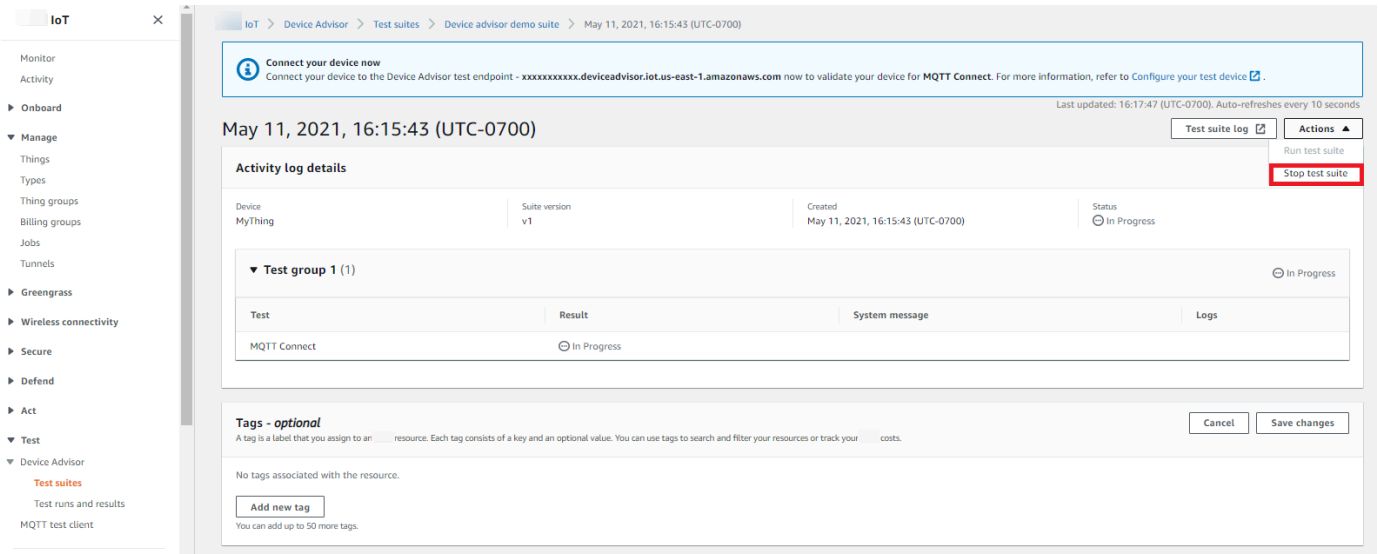 IoT
Monitor
Activity
Onboard
Manage
Things
Types
Thing groups
Billing groups
Jobs
Tunnels
Greengrass
Wireless connectivity
Secure
Defend
Act
Test
Device Advisor
Test suites
Test runs and results
MQTT test client
IoT > Device Advisor > Test suites > Device advisor demo suite > May 11, 2021, 16:15:43 (UTC-0700)
Connect your device now
Connect your device to the Device Advisor test endpoint - xxxxxxxxxxx.deviceadvisor.iot.us-east-1.amazonaws.com now to validate your device for MQTT Connect. For more information, refer to Configure your test device .
Last updated: 16:17:47 (UTC-0700). Auto-refreshes every 10 seconds
May 11, 2021, 16:15:43 (UTC-0700)
Test suite log
Actions
Run test suite
Stop test suite
Activity log details
Device
MyThing
Suite version
v1
Created
May 11, 2021, 16:15:43 (UTC-0700)
Status
In Progress
Test group 1 (1)
In Progress
Test Result System message Logs
MQTT Connect In Progress
Tags - optional
A tag is a label that you assign to an resource. Each tag consists of a key and an optional value. You can use tags to search and filter your resources or track your costs.
Cancel
Save changes
No tags associated with the resource.
Add new tag
You can add up to 50 more tags.